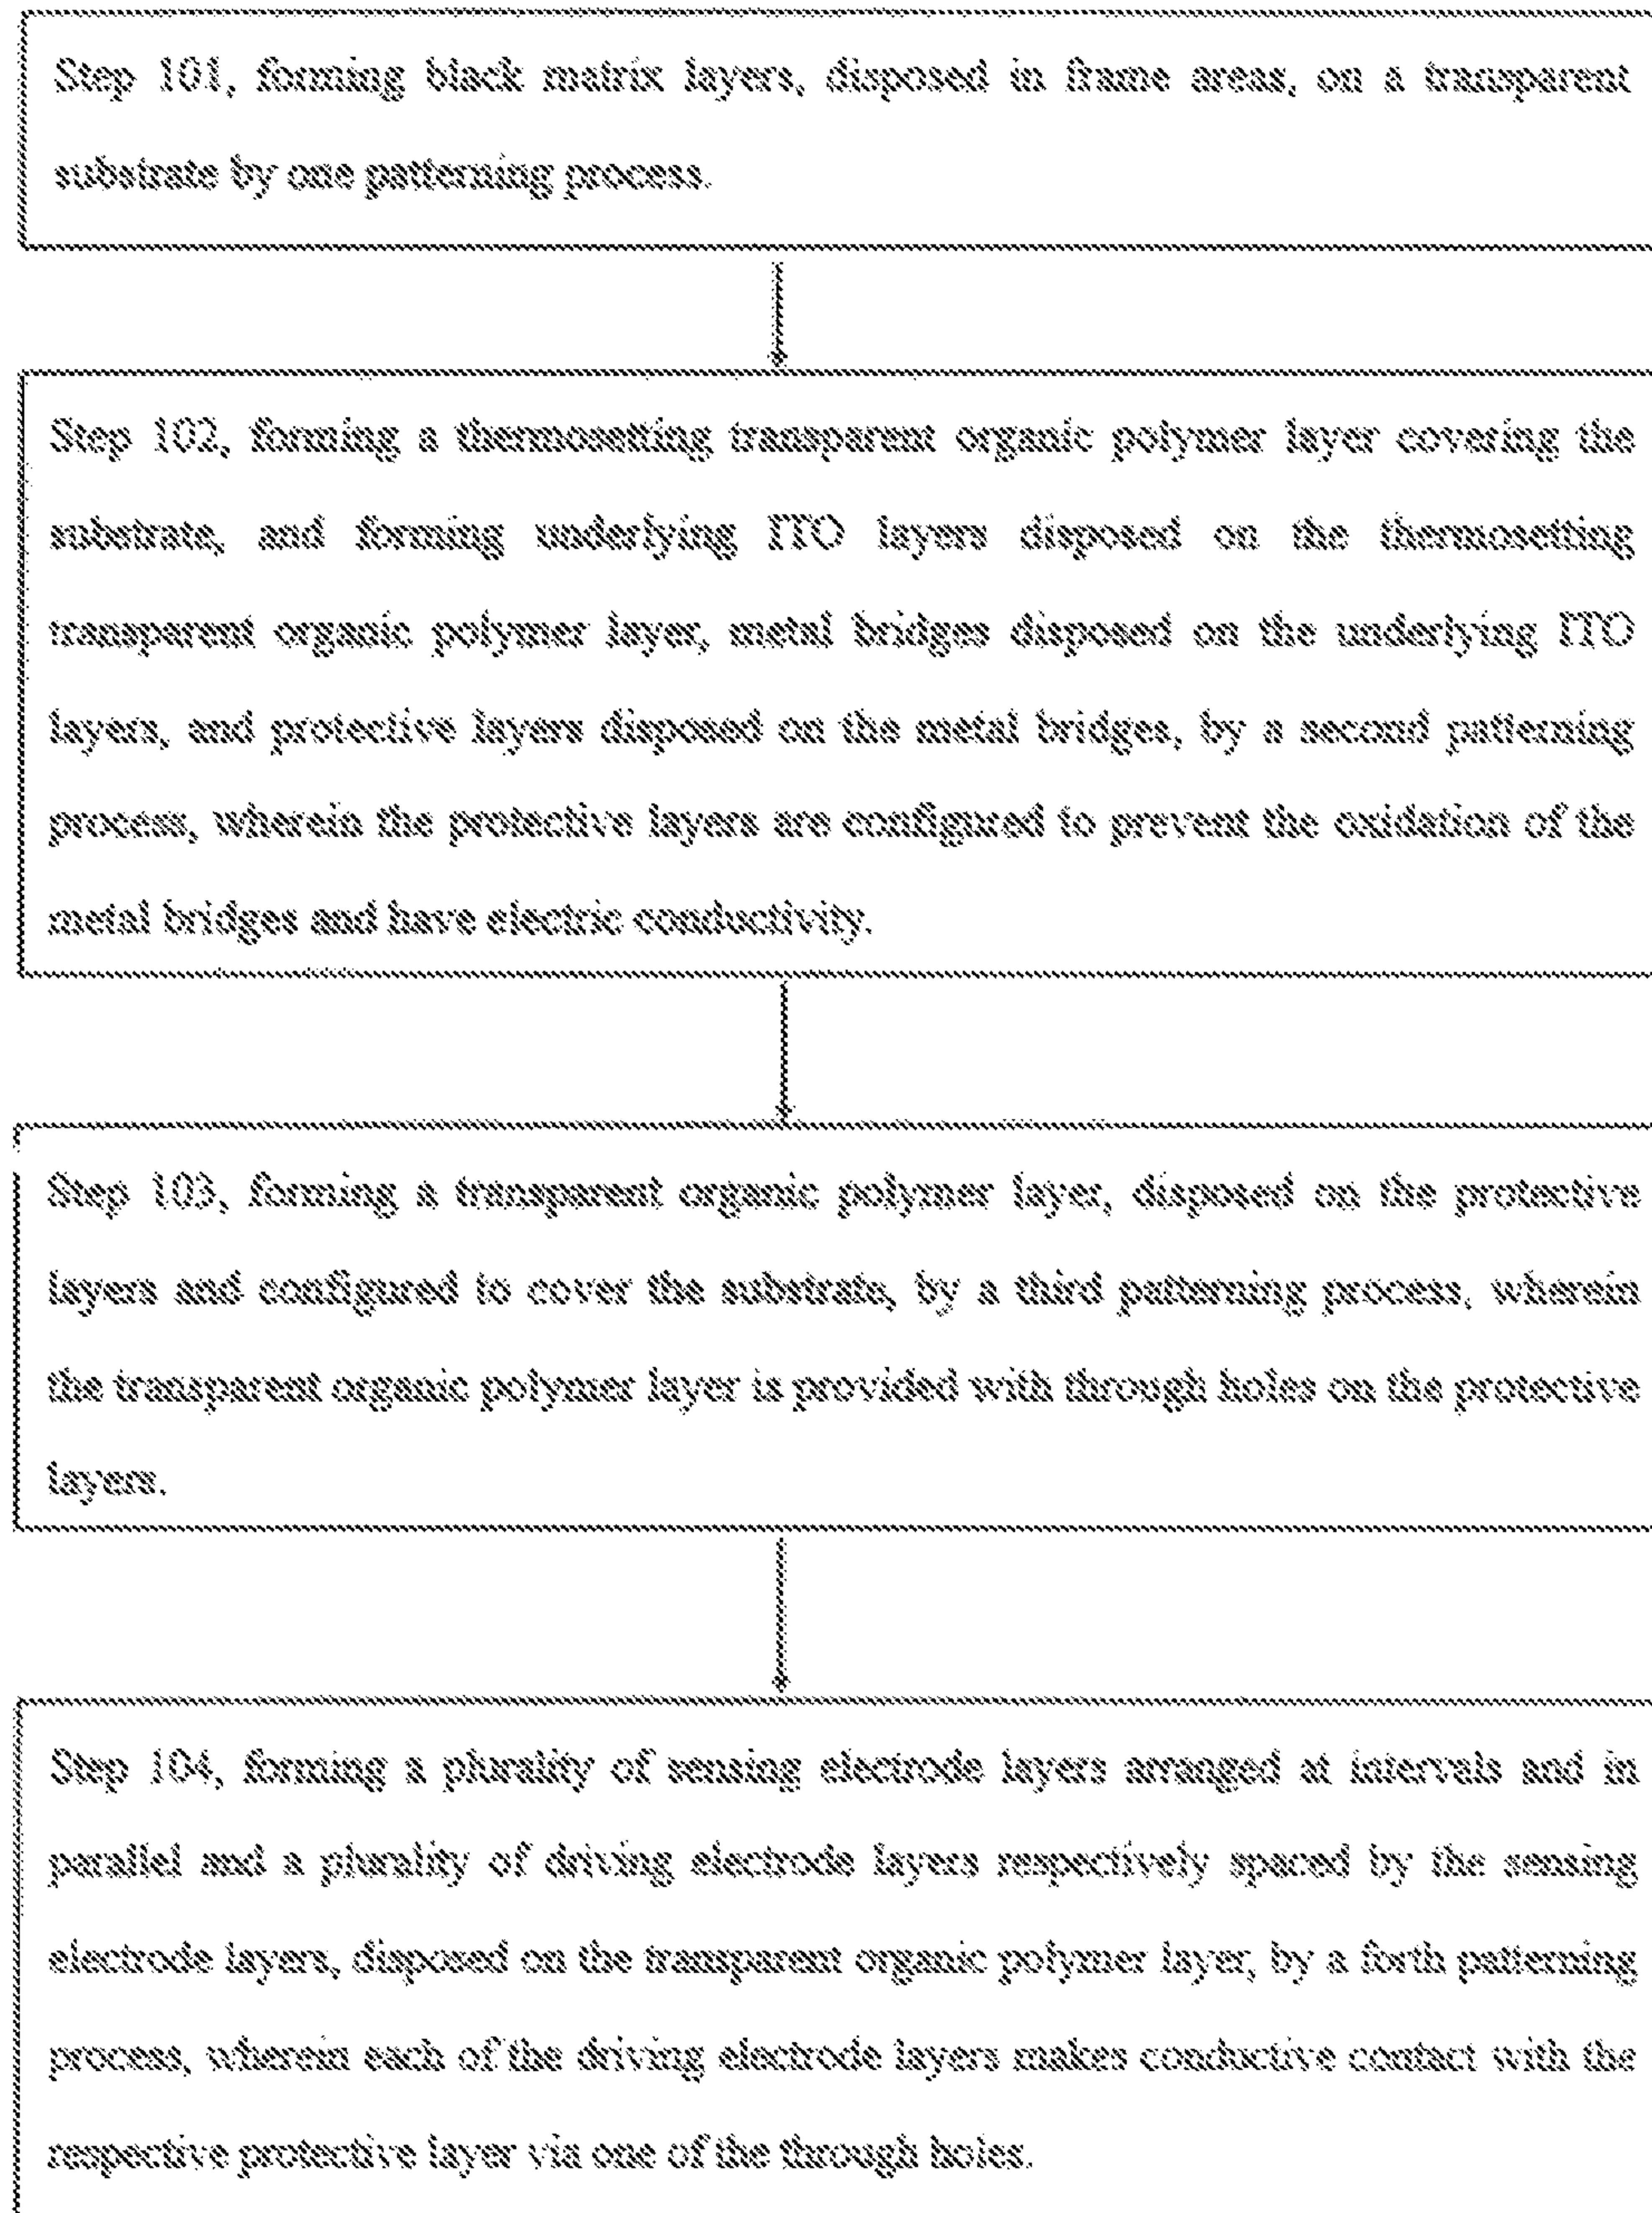 Step 101, forming black matrix layers, disposed in frame areas, on a transparent
substrate by one patterning process.
Step 102, forming a thermosetting transparent organic polymer layer covering the
substrate, and forming underlying ITO layers disposed on the thermosetting
transparent organic polymer layer, metal bridges disposed on the underlying ITO
layers, and protective layers disposed on the metal bridges, by a second patterning
process, wherein the protective layers are configured to prevent the oxidation of the
metal bridges and have electric conductivity.
Step 103, forming a transparent organic polymer layer, disposed on the protective
layers and configured to cover the substrate, by a third patterning process, wherein
the transparent organic polymer layer is provided with through holes on the protective
layers.
Step 104, forming a plurality of sensing electrode layers arranged at intervals and in
parallel and a plurality of driving electrode layers respectively spaced by the sensing
electrode layers, disposed on the transparent organic polymer layer, by a forth patterning
process, wherein each of the driving electrode layers makes conductive contact with the
respective protective layer via one of the through holes.